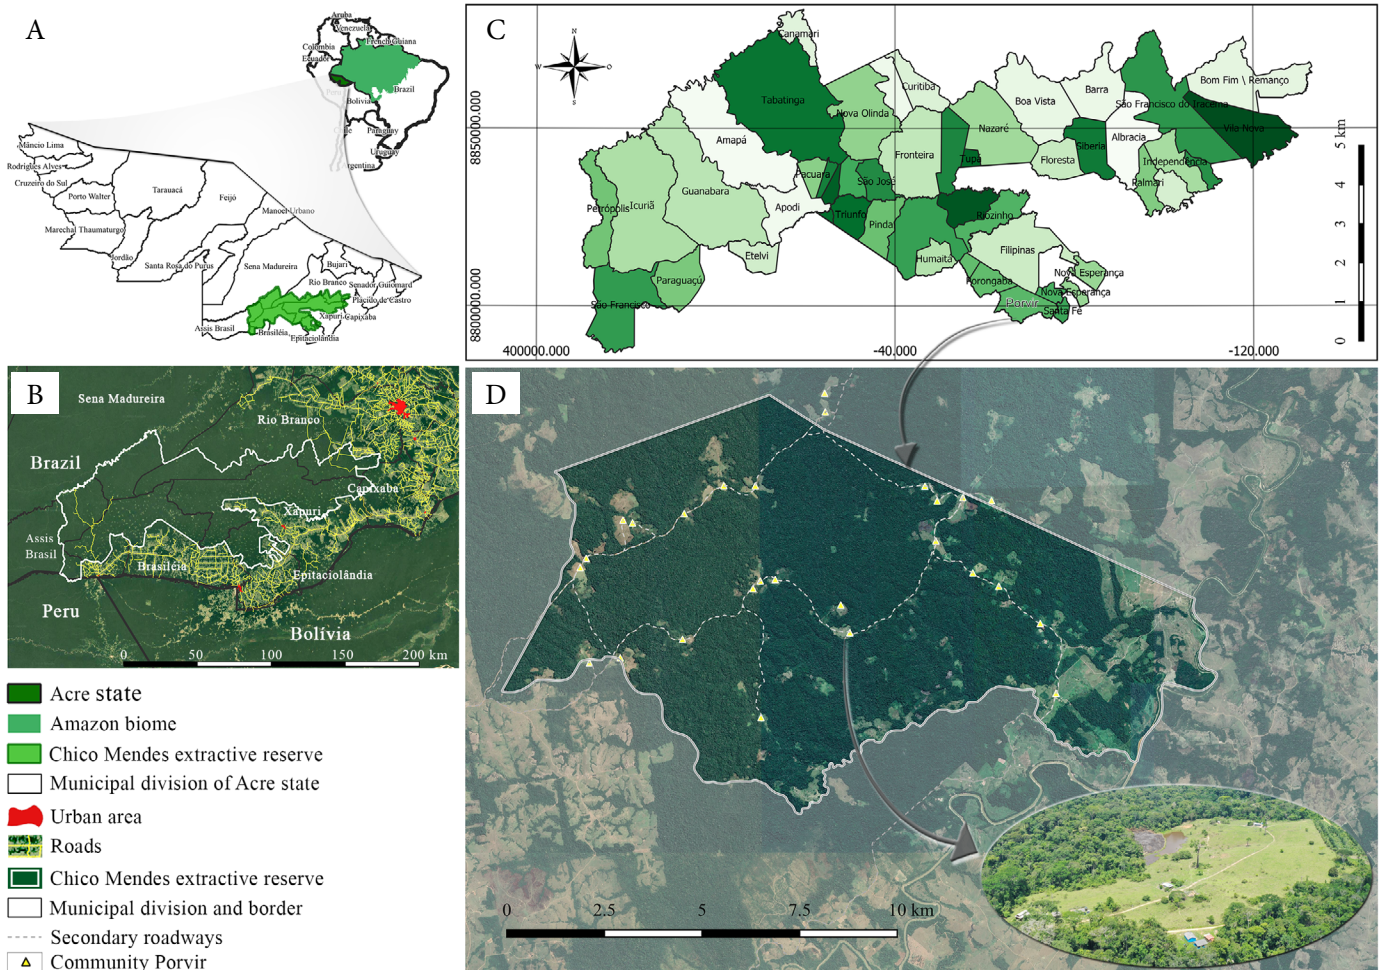 A
Aruba
Venezuela
French Guiana
Colombia
Ecuador
Peru
Brazil
Bolivia
Paraguay
Uruguay
Mâncio Lima
Rodrigues Alves
Cruzeiro do Sul
Porto Walter
Marechal Thaumaturgo
Tarauacá
Feijó
Jordão
Santa Rosa do Purus
Manoel Urbano
Sena Madureira
Bujari
Rio Branco
Senador Guiomard
Plácido de Castro
Xapuri
Capixaba
Assis Brasil
Brasiléia
Epitaciolândia
B
Sena Madureira
Rio Branco
Brazil
Capixaba
Xapuri
Assis
Brasil
Brasiléia
Epitaciolândia
Peru
Bolívia
0 50 100 150 200 km
Acre state
Amazon biome
Chico Mendes extractive reserve
Municipal division of Acre state
Urban area
Roads
Chico Mendes extractive reserve
Municipal division and border
Secondary roadways
Community Porvir
C
N
W
O
S
8850000.000
8800000.000
400000.000
-40.000
-120.000
5 km
4
3
2
1
0
Canamari
Tabatinga
Amapá
Nova Olinda
Curitiba
Boa Vista
Barra
Bom Fim \ Remanço
São Francisco do Iracema
Vila Nova
Nazaré
Siberia
Albracia
Fronteira
Tupá
Floresta
Independência
Palmari
Pacuara
São José
Guanabara
Petrópolis
Icuriã
Apodi
Triunfo
Pinda
Riozinho
Etelvi
Humaitá
Filipinas
Paraguaçú
São Francisco
Porongaba
Nova Esperança
Nova Esperança
Porvir
Santa Fé
D
0 2.5 5 7.5 10 km